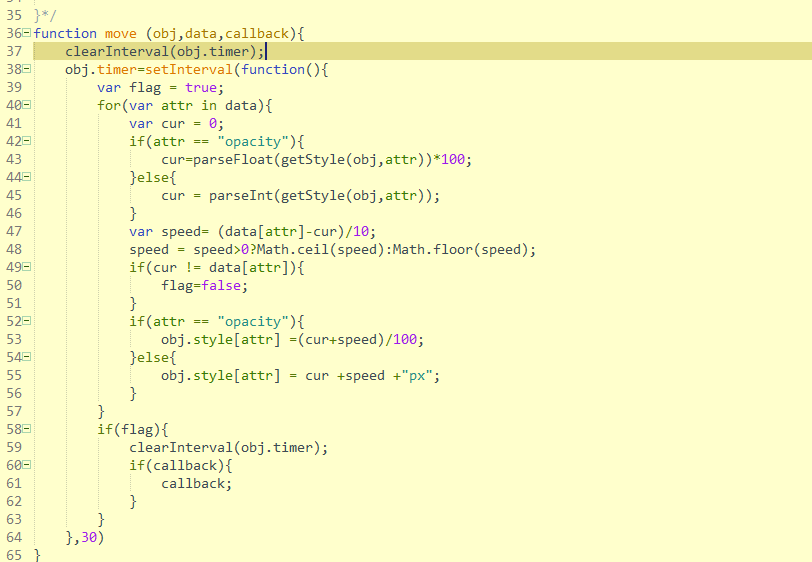 35 }*/
36 function move (obj,data,callback){
37     clearInterval(obj.timer);
38     obj.timer=setInterval(function(){
39         var flag = true;
40         for(var attr in data){
41             var cur = 0;
42             if(attr == "opacity"){
43                 cur=parseFloat(getStyle(obj,attr))*100;
44             }else{
45                 cur = parseInt(getStyle(obj,attr));
46             }
47             var speed= (data[attr]-cur)/10;
48             speed = speed>0?Math.ceil(speed):Math.floor(speed);
49             if(cur != data[attr]){
50                 flag=false;
51             }
52             if(attr == "opacity"){
53                 obj.style[attr] =(cur+speed)/100;
54             }else{
55                 obj.style[attr] = cur +speed +"px";
56             }
57         }
58         if(flag){
59             clearInterval(obj.timer);
60             if(callback){
61                 callback;
62             }
63         }
64     },30)
65 }